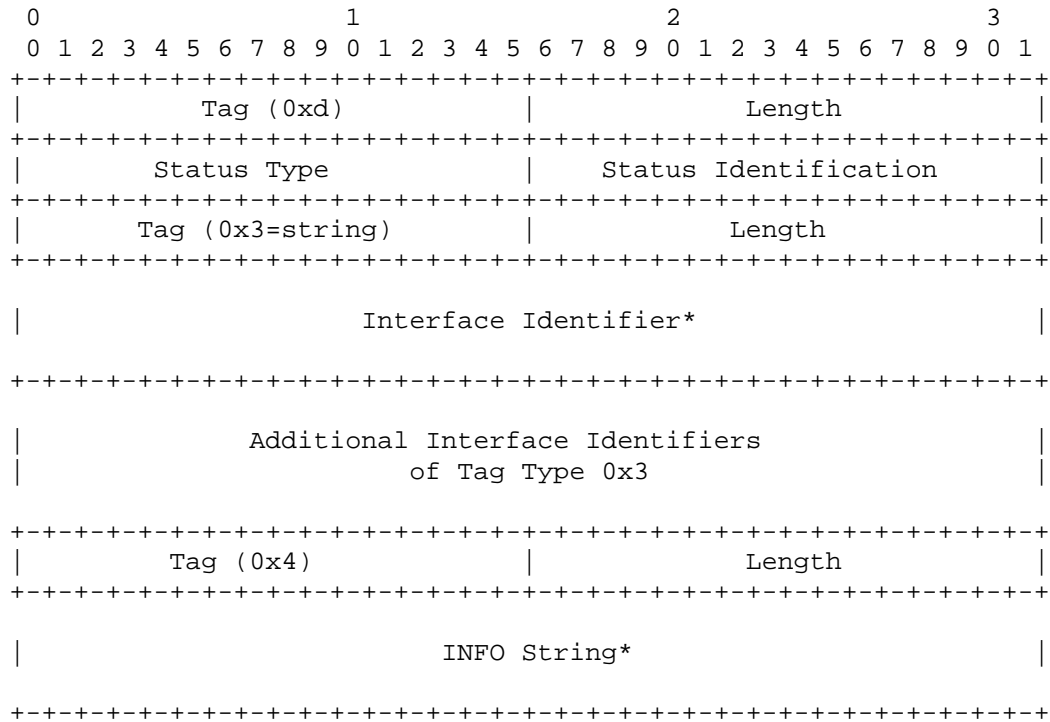 0                   1                   2                   3
 0 1 2 3 4 5 6 7 8 9 0 1 2 3 4 5 6 7 8 9 0 1 2 3 4 5 6 7 8 9 0 1
+-+-+-+-+-+-+-+-+-+-+-+-+-+-+-+-+-+-+-+-+-+-+-+-+-+-+-+-+-+-+-+-+
|           Tag (0xd)           |             Length            |
+-+-+-+-+-+-+-+-+-+-+-+-+-+-+-+-+-+-+-+-+-+-+-+-+-+-+-+-+-+-+-+-+
|        Status Type            |    Status Identification      |
+-+-+-+-+-+-+-+-+-+-+-+-+-+-+-+-+-+-+-+-+-+-+-+-+-+-+-+-+-+-+-+-+
|       Tag (0x3=string)        |            Length             |
+-+-+-+-+-+-+-+-+-+-+-+-+-+-+-+-+-+-+-+-+-+-+-+-+-+-+-+-+-+-+-+-+
|                     Interface Identifier*                     |
+-+-+-+-+-+-+-+-+-+-+-+-+-+-+-+-+-+-+-+-+-+-+-+-+-+-+-+-+-+-+-+-+
|              Additional Interface Identifiers                 |
|                        of Tag Type 0x3                        |
+-+-+-+-+-+-+-+-+-+-+-+-+-+-+-+-+-+-+-+-+-+-+-+-+-+-+-+-+-+-+-+-+
|         Tag (0x4)             |             Length            |
+-+-+-+-+-+-+-+-+-+-+-+-+-+-+-+-+-+-+-+-+-+-+-+-+-+-+-+-+-+-+-+-+
|                          INFO String*                         |
+-+-+-+-+-+-+-+-+-+-+-+-+-+-+-+-+-+-+-+-+-+-+-+-+-+-+-+-+-+-+-+-+